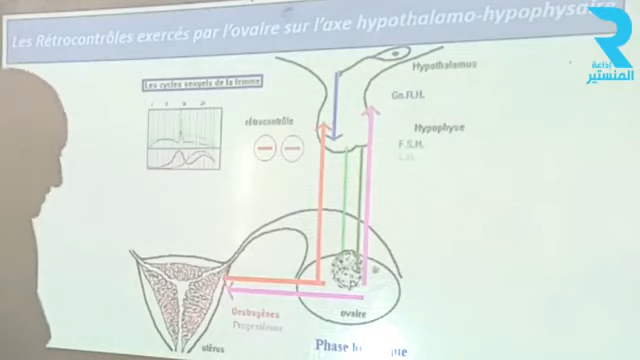 Les Rétrocontrôles exercés par l'ovaire sur l'axe hypothalamo-hypophysaire
إذاعة
المنستير
Les cycles sexuels de la femme
Hypothalamus
Gn.R.H.
rétrocontrôle
Hypophyse
F.S.H.
L.H.
Oestrogènes
Progestérone
ovaire
utérus
Phase